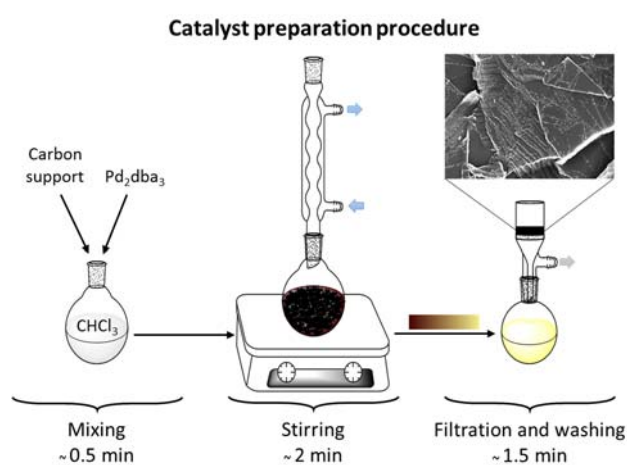 Catalyst preparation procedure
Carbon
support
Pd₂dba₃
CHCl₃
Mixing
~0.5 min
Stirring
~2 min
Filtration and washing
~1.5 min